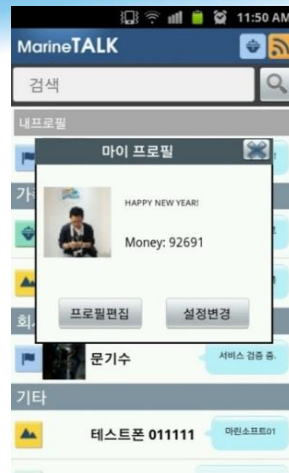 11:50 AM
MarineTALK
검색
내프로필
마이 프로필
HAPPY NEW YEAR!
Money: 92691
프로필편집
설정변경
문기수
서비스 검증 중.
기타
테스트폰 011111
마린소프트01